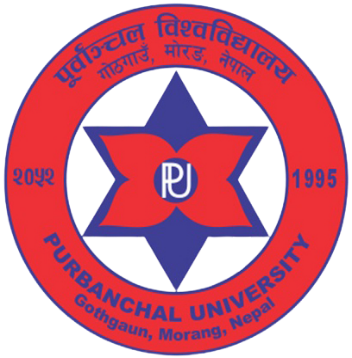 पूर्वाञ्चल विश्वविद्यालय
गोठगाउँ, मोरङ, नेपाल
२०५२
PU
1995
PURBANCHAL UNIVERSITY
Gothgaun, Morang, Nepal